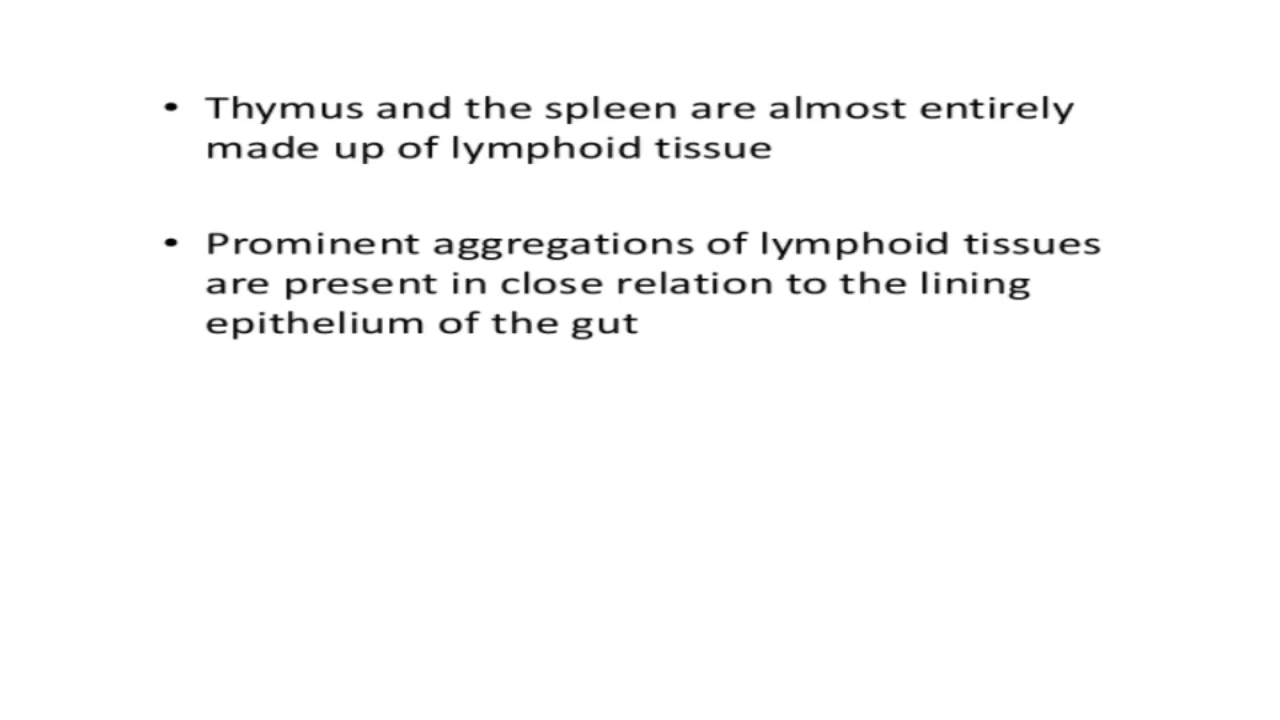 • Thymus and the spleen are almost entirely
made up of lymphoid tissue
• Prominent aggregations of lymphoid tissues
are present in close relation to the lining
epithelium of the gut